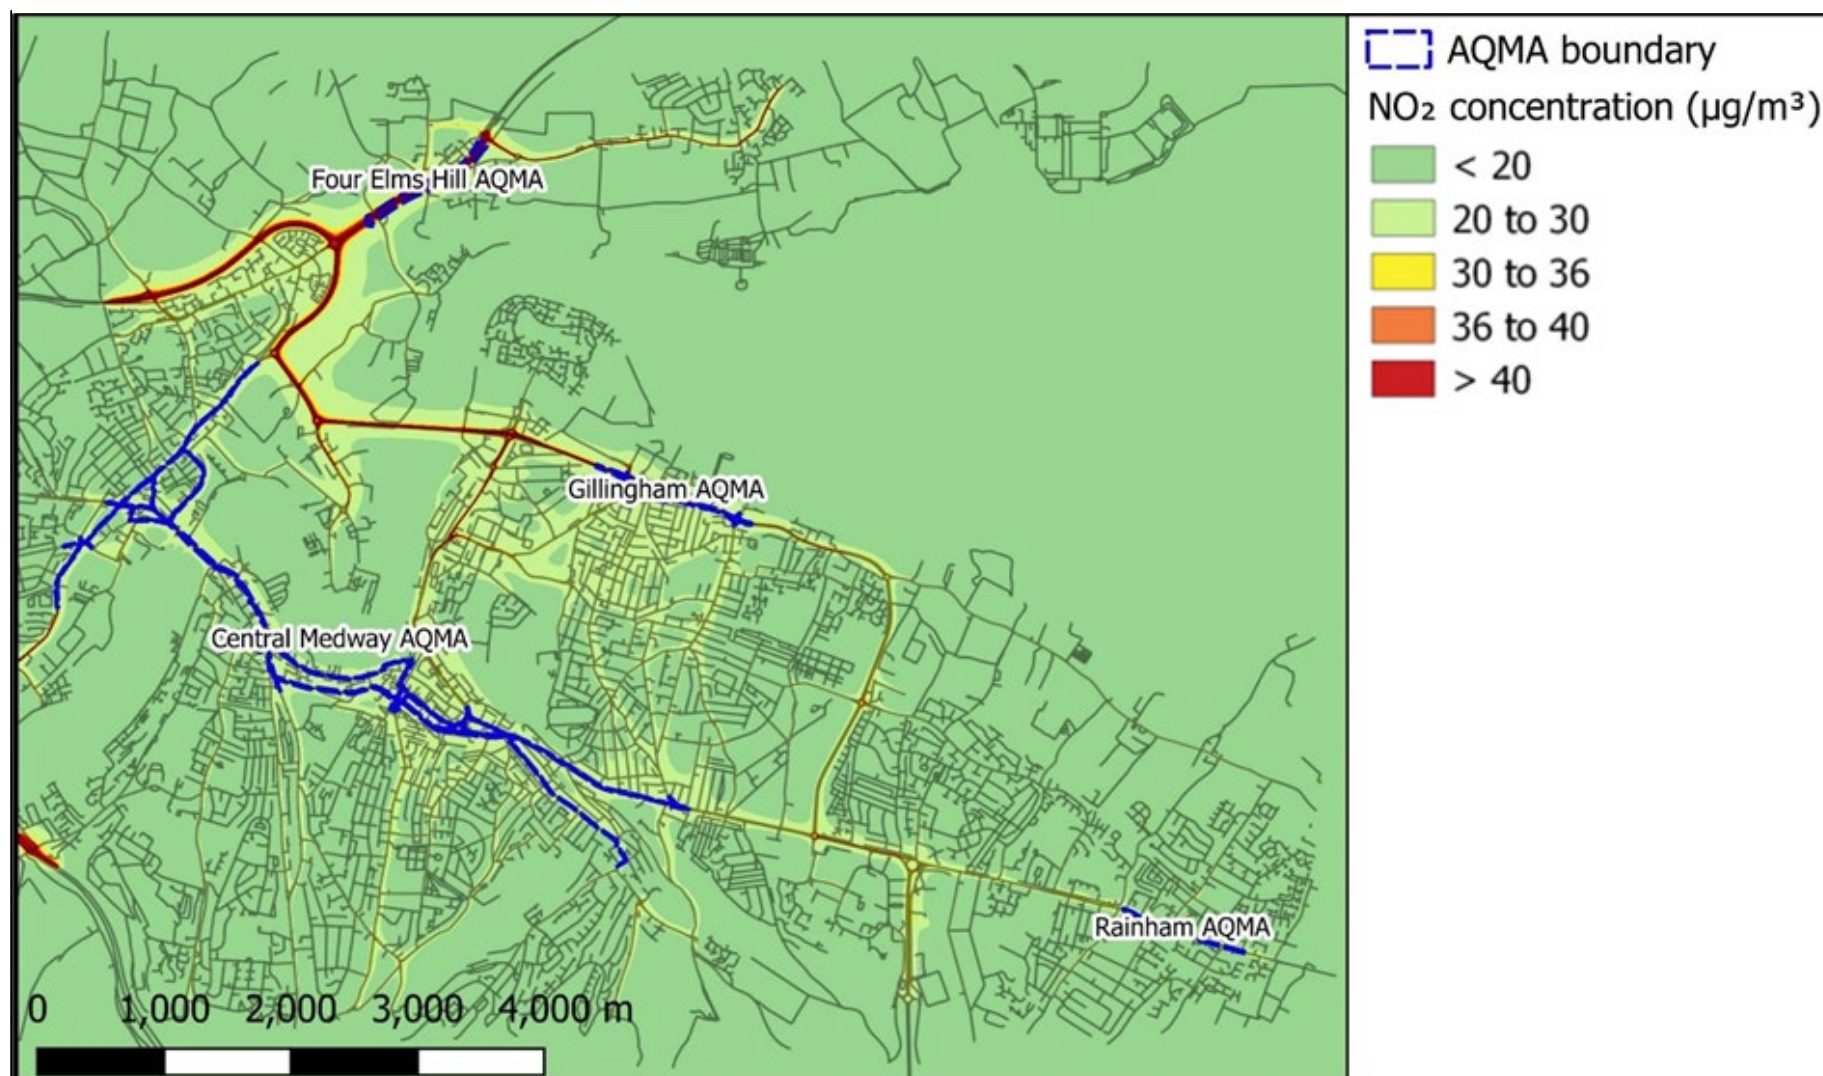 AQMA boundary
NO₂ concentration (µg/m³)
< 20
20 to 30
30 to 36
36 to 40
> 40
Four Elms Hill AQMA
Gillingham AQMA
Central Medway AQMA
Rainham AQMA
0 1,000 2,000 3,000 4,000 m